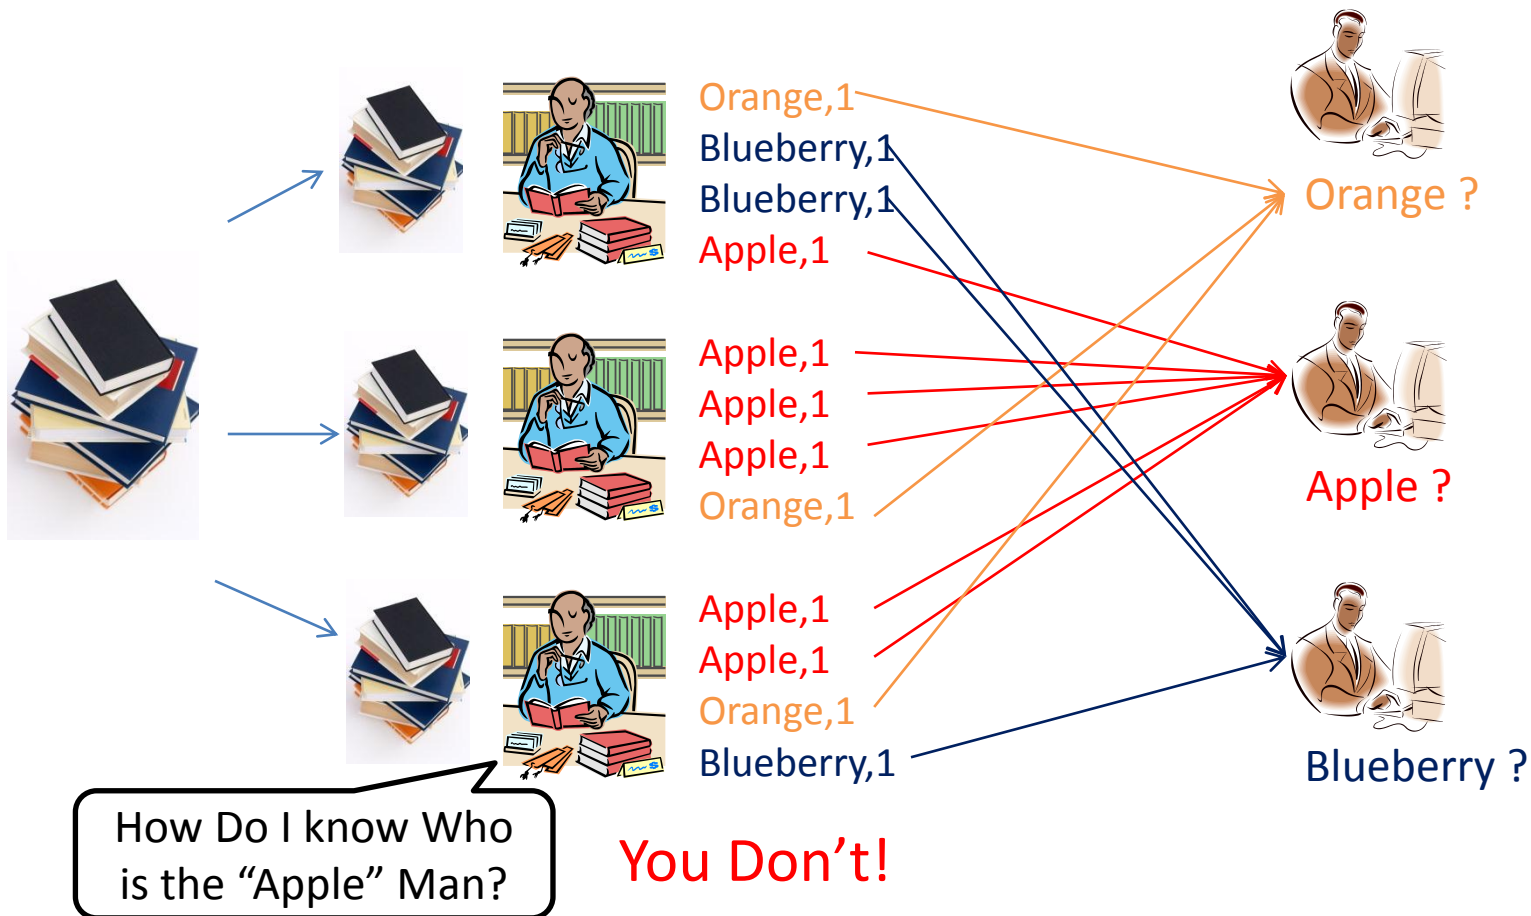 Orange,1
Blueberry,1
Blueberry,1
Apple,1
Orange ?
Apple,1
Apple,1
Apple,1
Orange,1
Apple ?
Apple,1
Apple,1
Orange,1
Blueberry,1
Blueberry ?
How Do I know Who
is the “Apple” Man?
You Don’t!